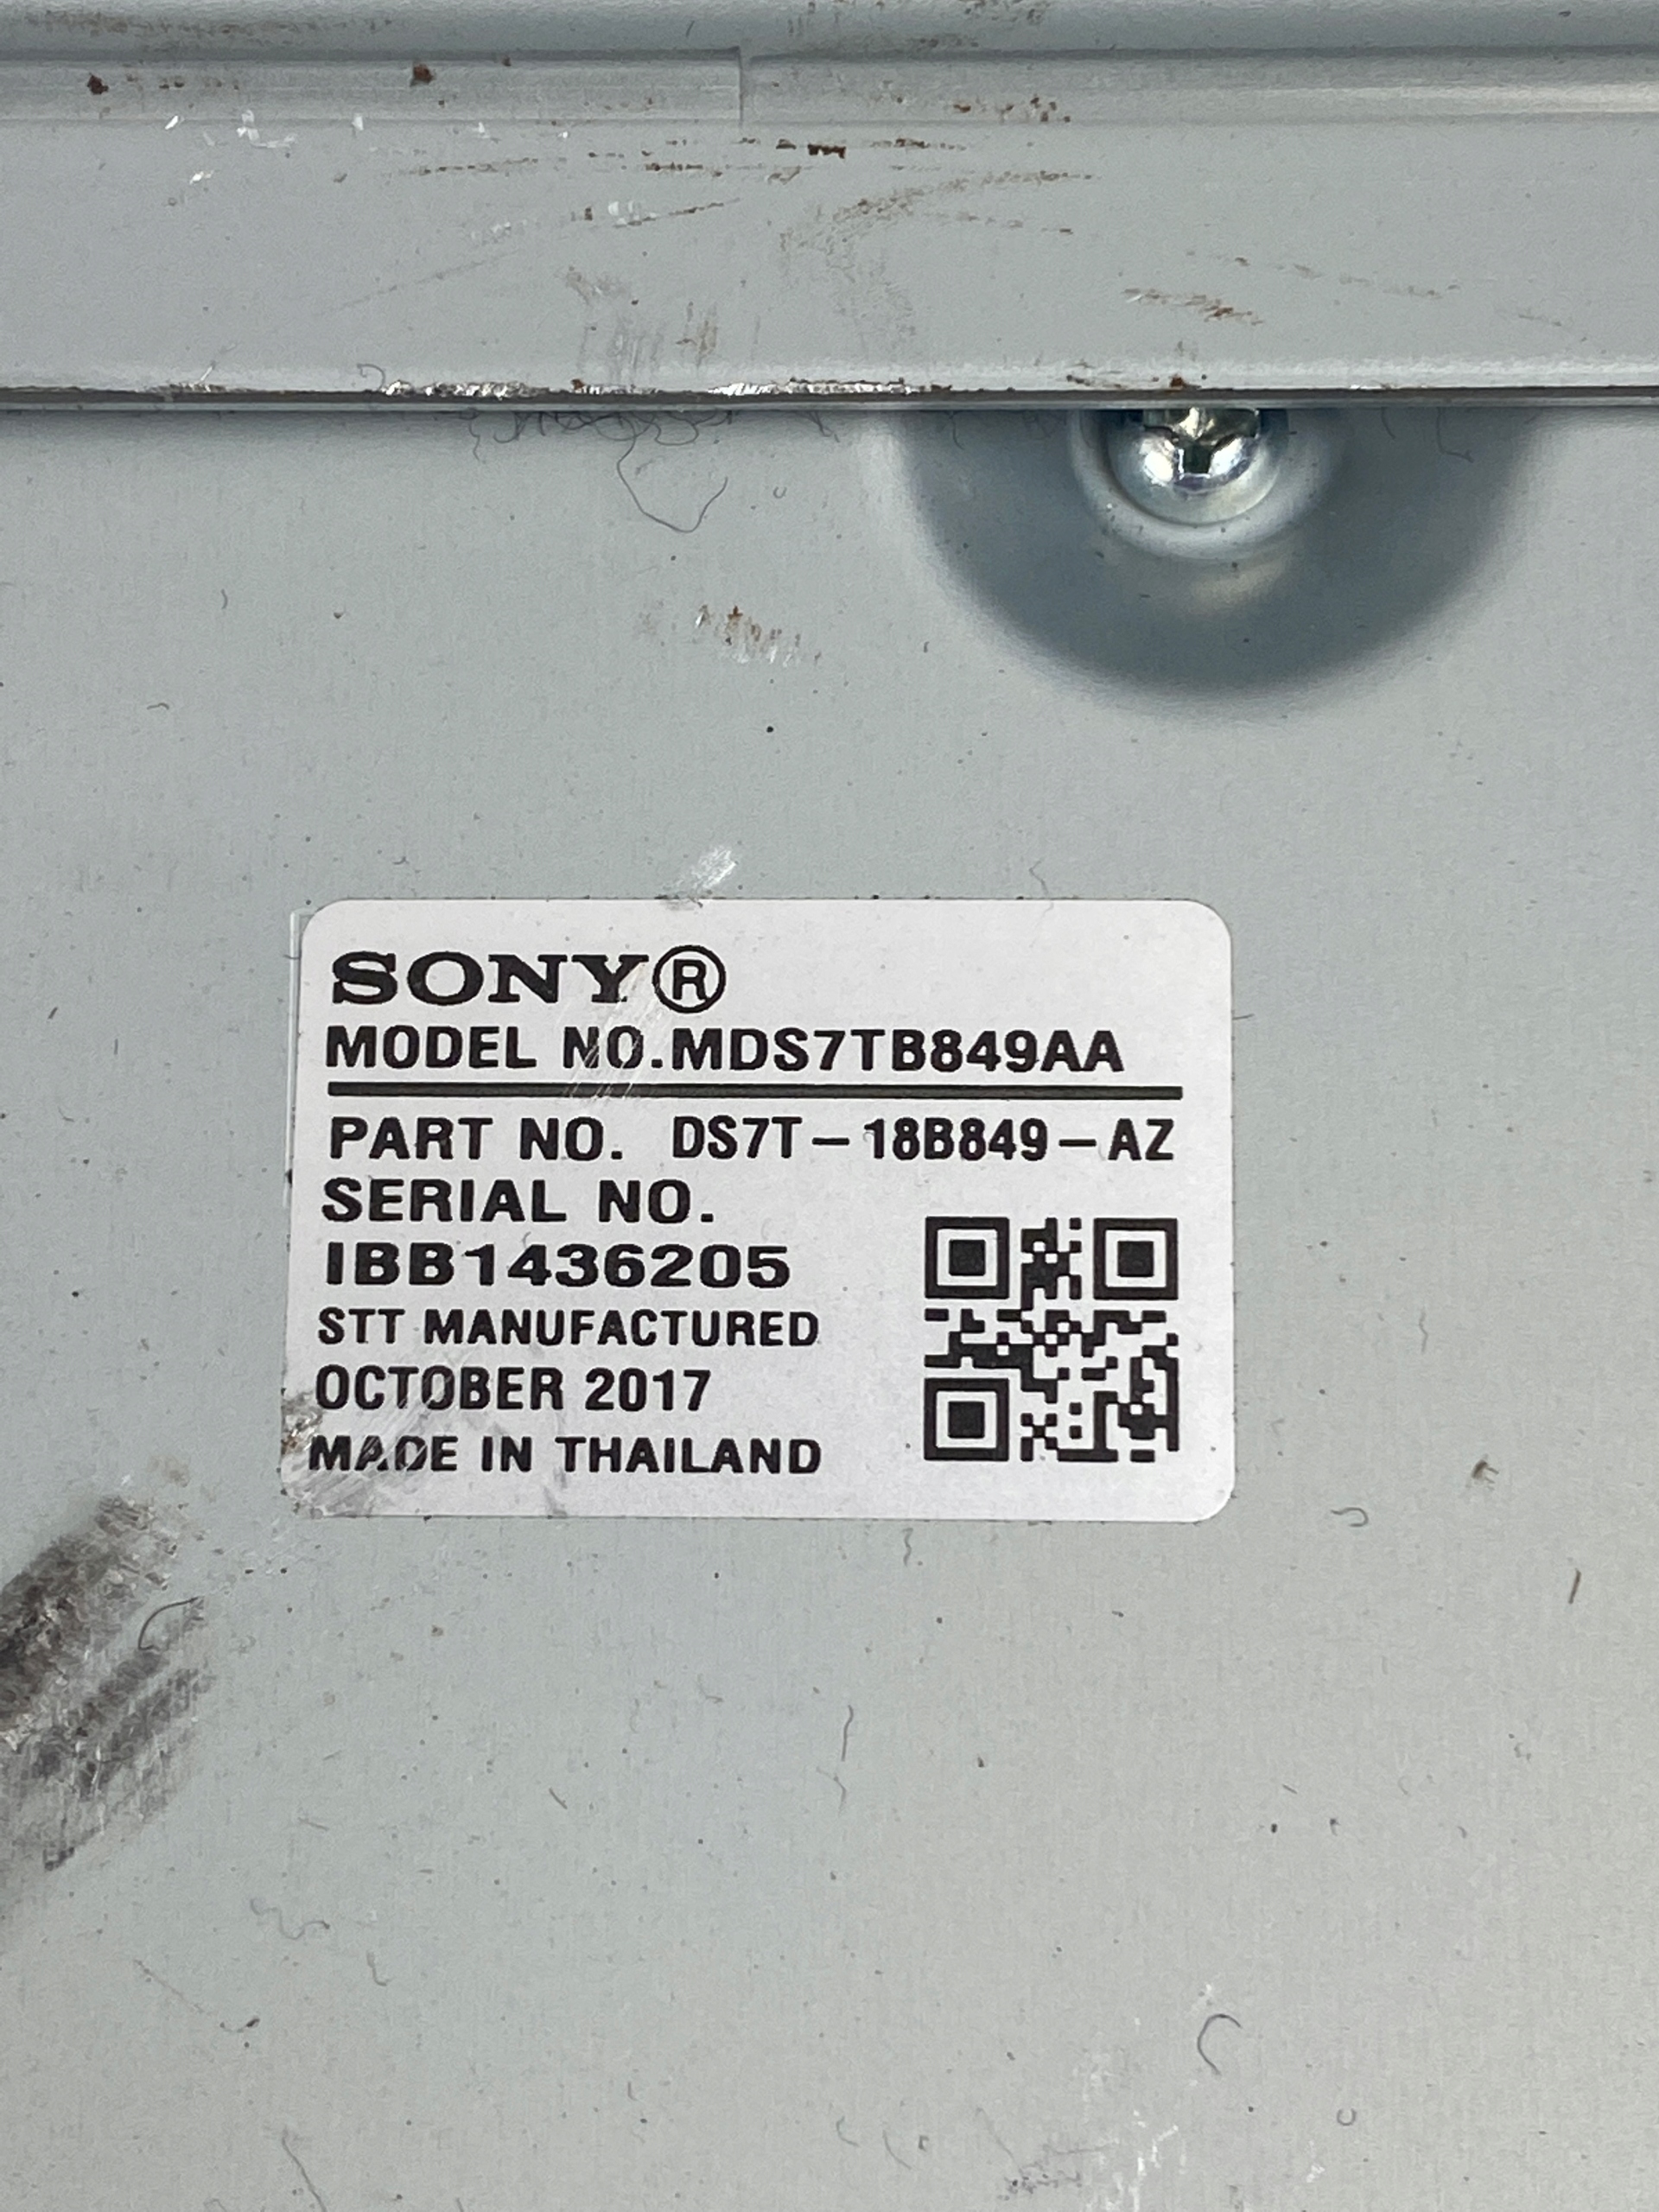 SONY®
MODEL NO.MDS7TB849AA
PART NO. DS7T-18B849-AZ
SERIAL NO.
IBB1436205
STT MANUFACTURED
OCTOBER 2017
MADE IN THAILAND